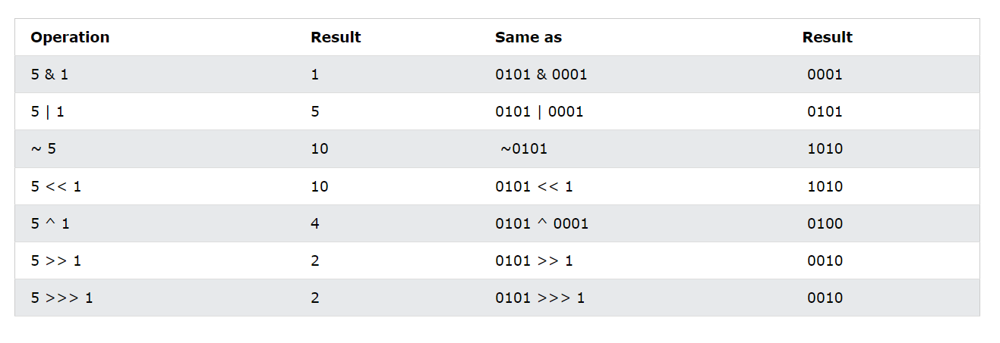 Operation Result Same as Result
5 & 1 1 0101 & 0001 0001
5 | 1 5 0101 | 0001 0101
~ 5 10 ~0101 1010
5 << 1 10 0101 << 1 1010
5 ^ 1 4 0101 ^ 0001 0100
5 >> 1 2 0101 >> 1 0010
5 >>> 1 2 0101 >>> 1 0010